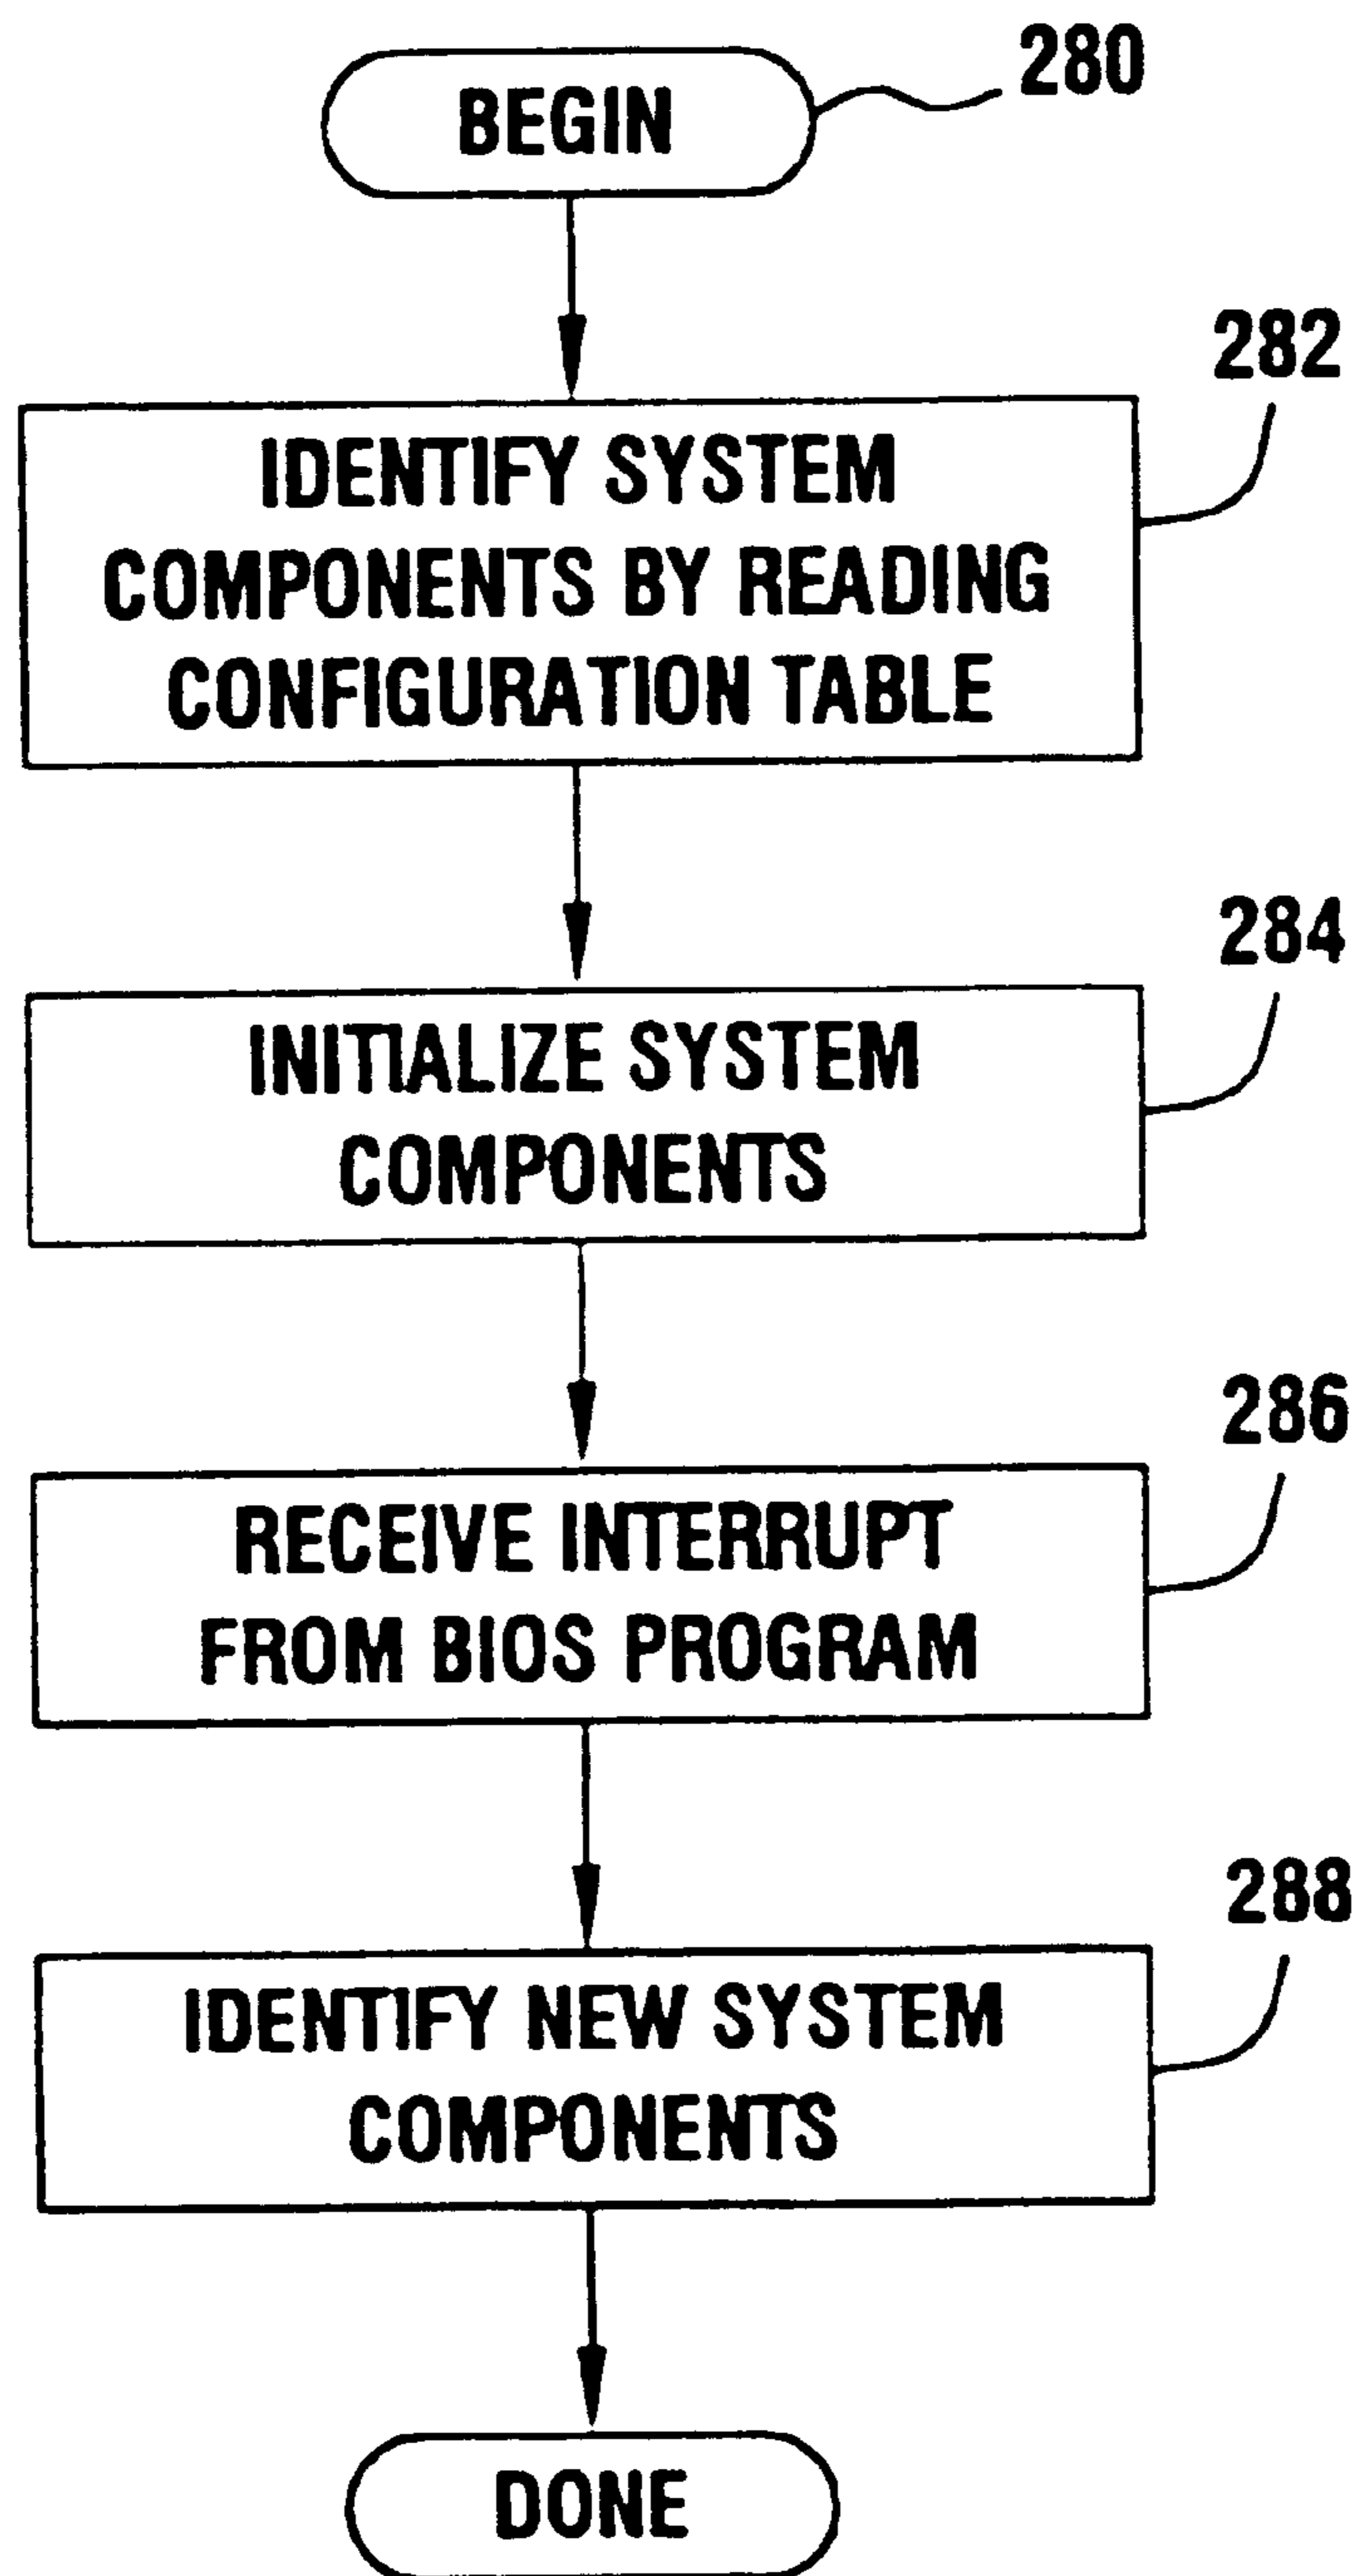 BEGIN
280
282
IDENTIFY SYSTEM
COMPONENTS BY READING
CONFIGURATION TABLE
284
INITIALIZE SYSTEM
COMPONENTS
286
RECEIVE INTERRUPT
FROM BIOS PROGRAM
288
IDENTIFY NEW SYSTEM
COMPONENTS
DONE